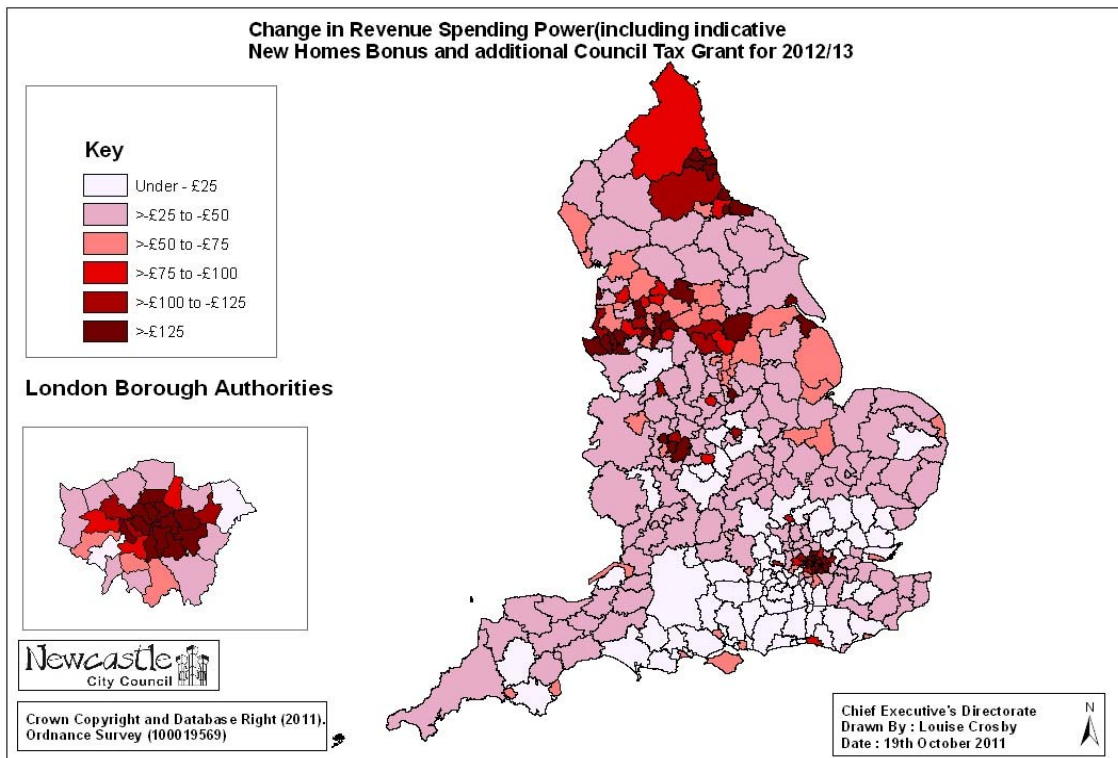 Change in Revenue Spending Power(including indicative
New Homes Bonus and additional Council Tax Grant for 2012/13
Key
Under - £25
>-£25 to -£50
>-£50 to -£75
>-£75 to -£100
>-£100 to -£125
>-£125
London Borough Authorities
Newcastle
City Council
Crown Copyright and Database Right (2011).
Ordnance Survey (100019569)
Chief Executive's Directorate
Drawn By : Louise Crosby
Date : 19th October 2011
N